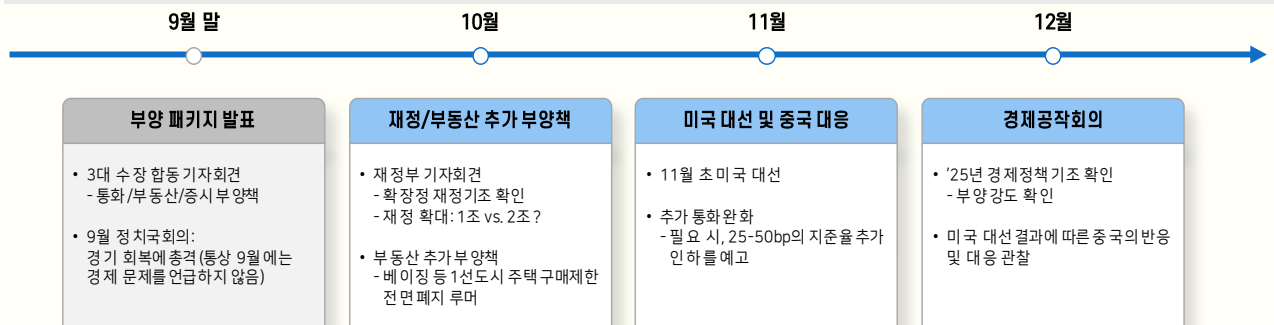 9월 말
10월
11월
12월
부양 패키지 발표
• 3대 수장 합동 기자회견
- 통화/부동산/증시 부양책
• 9월 정치국회의:
경기 회복에 총격 (통상 9월에는
경제 문제를 언급하지 않음)
재정/부동산 추가 부양책
• 재정부 기자회견
- 확장정 재정기조 확인
- 재정 확대: 1조 vs. 2조?
• 부동산 추가 부양책
- 베이징 등 1선도시 주택 구매제한
전면 폐지 루머
미국 대선 및 중국 대응
• 11월 초 미국 대선
• 추가 통화완화
- 필요 시, 25-50bp의 지준율 추가
인하를 예고
경제공작회의
• ’25년 경제정책 기조 확인
- 부양강도 확인
• 미국 대선 결과에 따른 중국의 반응
및 대응 관찰